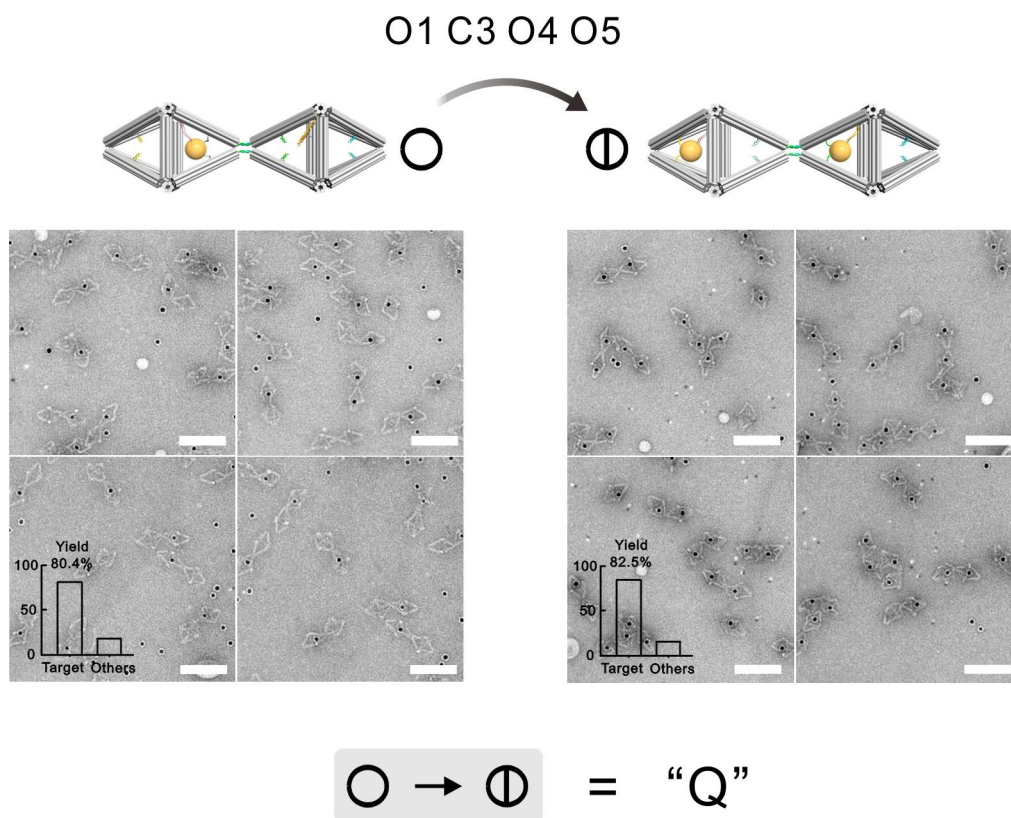 O1 C3 O4 O5
Yield
80.4%
100
50
0
Target Others
Yield
82.5%
100
50
0
Target Others
= “Q”